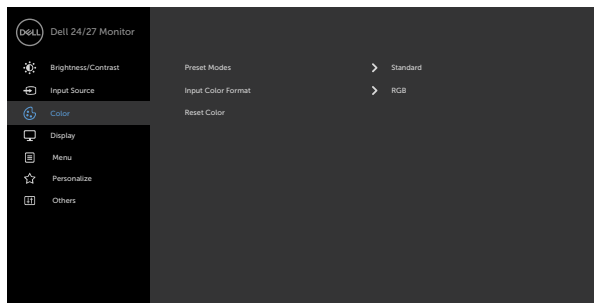 DELL Dell 24/27 Monitor
Brightness/Contrast Preset Modes Standard
Input Source Input Color Format RGB
Color Reset Color
Display
Menu
Personalize
Others